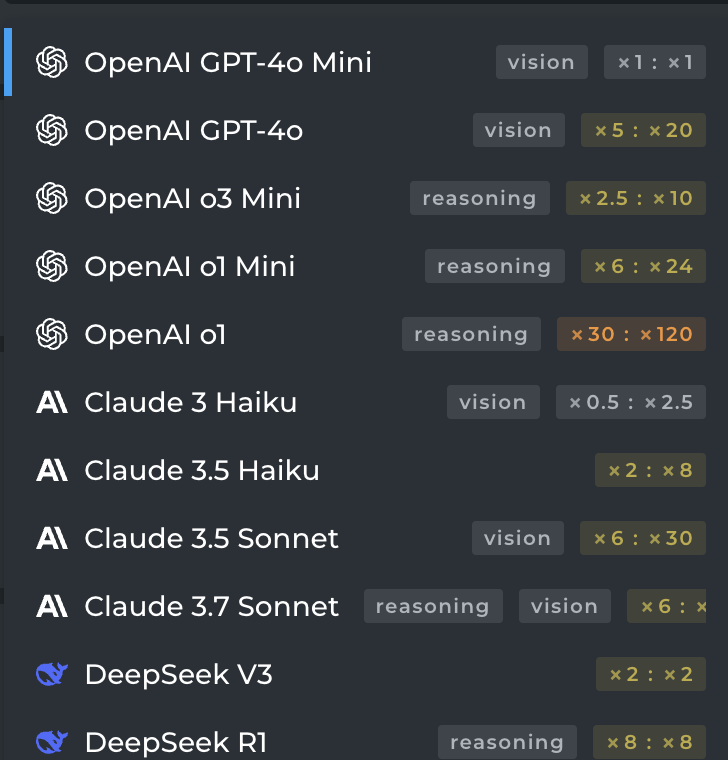 OpenAI GPT-4o Mini vision ×1 : ×1
OpenAI GPT-4o vision ×5 : ×20
OpenAI o3 Mini reasoning ×2.5 : ×10
OpenAI o1 Mini reasoning ×6 : ×24
OpenAI o1 reasoning ×30 : ×120
Claude 3 Haiku vision ×0.5 : ×2.5
Claude 3.5 Haiku ×2 : ×8
Claude 3.5 Sonnet vision ×6 : ×30
Claude 3.7 Sonnet reasoning vision ×6 : ×
DeepSeek V3 ×2 : ×2
DeepSeek R1 reasoning ×8 : ×8